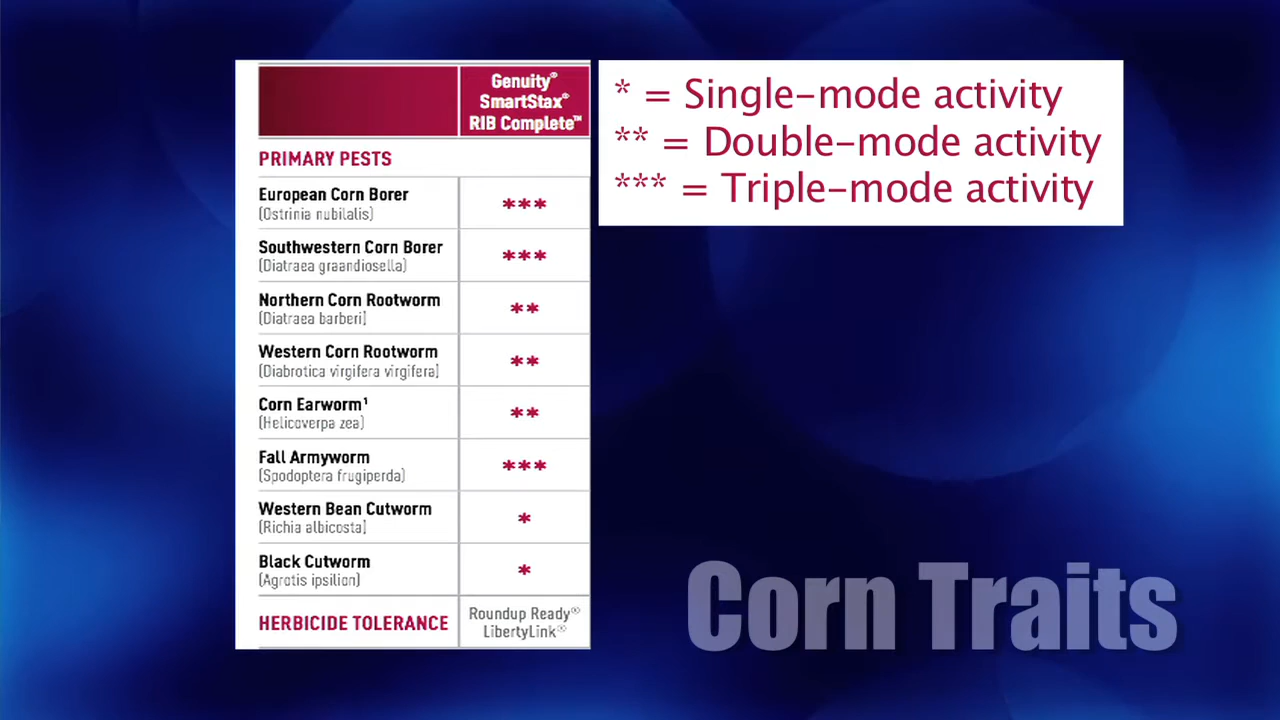 Genuity®
SmartStax®
RIB Complete™
PRIMARY PESTS
European Corn Borer
(Ostrinia nubilalis)
***
Southwestern Corn Borer
(Diatraea graandiosella)
***
Northern Corn Rootworm
(Diatraea barberi)
**
Western Corn Rootworm
(Diabrotica virgifera virgifera)
**
Corn Earworm¹
(Helicoverpa zea)
**
Fall Armyworm
(Spodoptera frugiperda)
***
Western Bean Cutworm
(Richia albicosta)
*
Black Cutworm
(Agrotis ipsilion)
*
HERBICIDE TOLERANCE
Roundup Ready®
LibertyLink®
* = Single-mode activity
** = Double-mode activity
*** = Triple-mode activity
Corn Traits